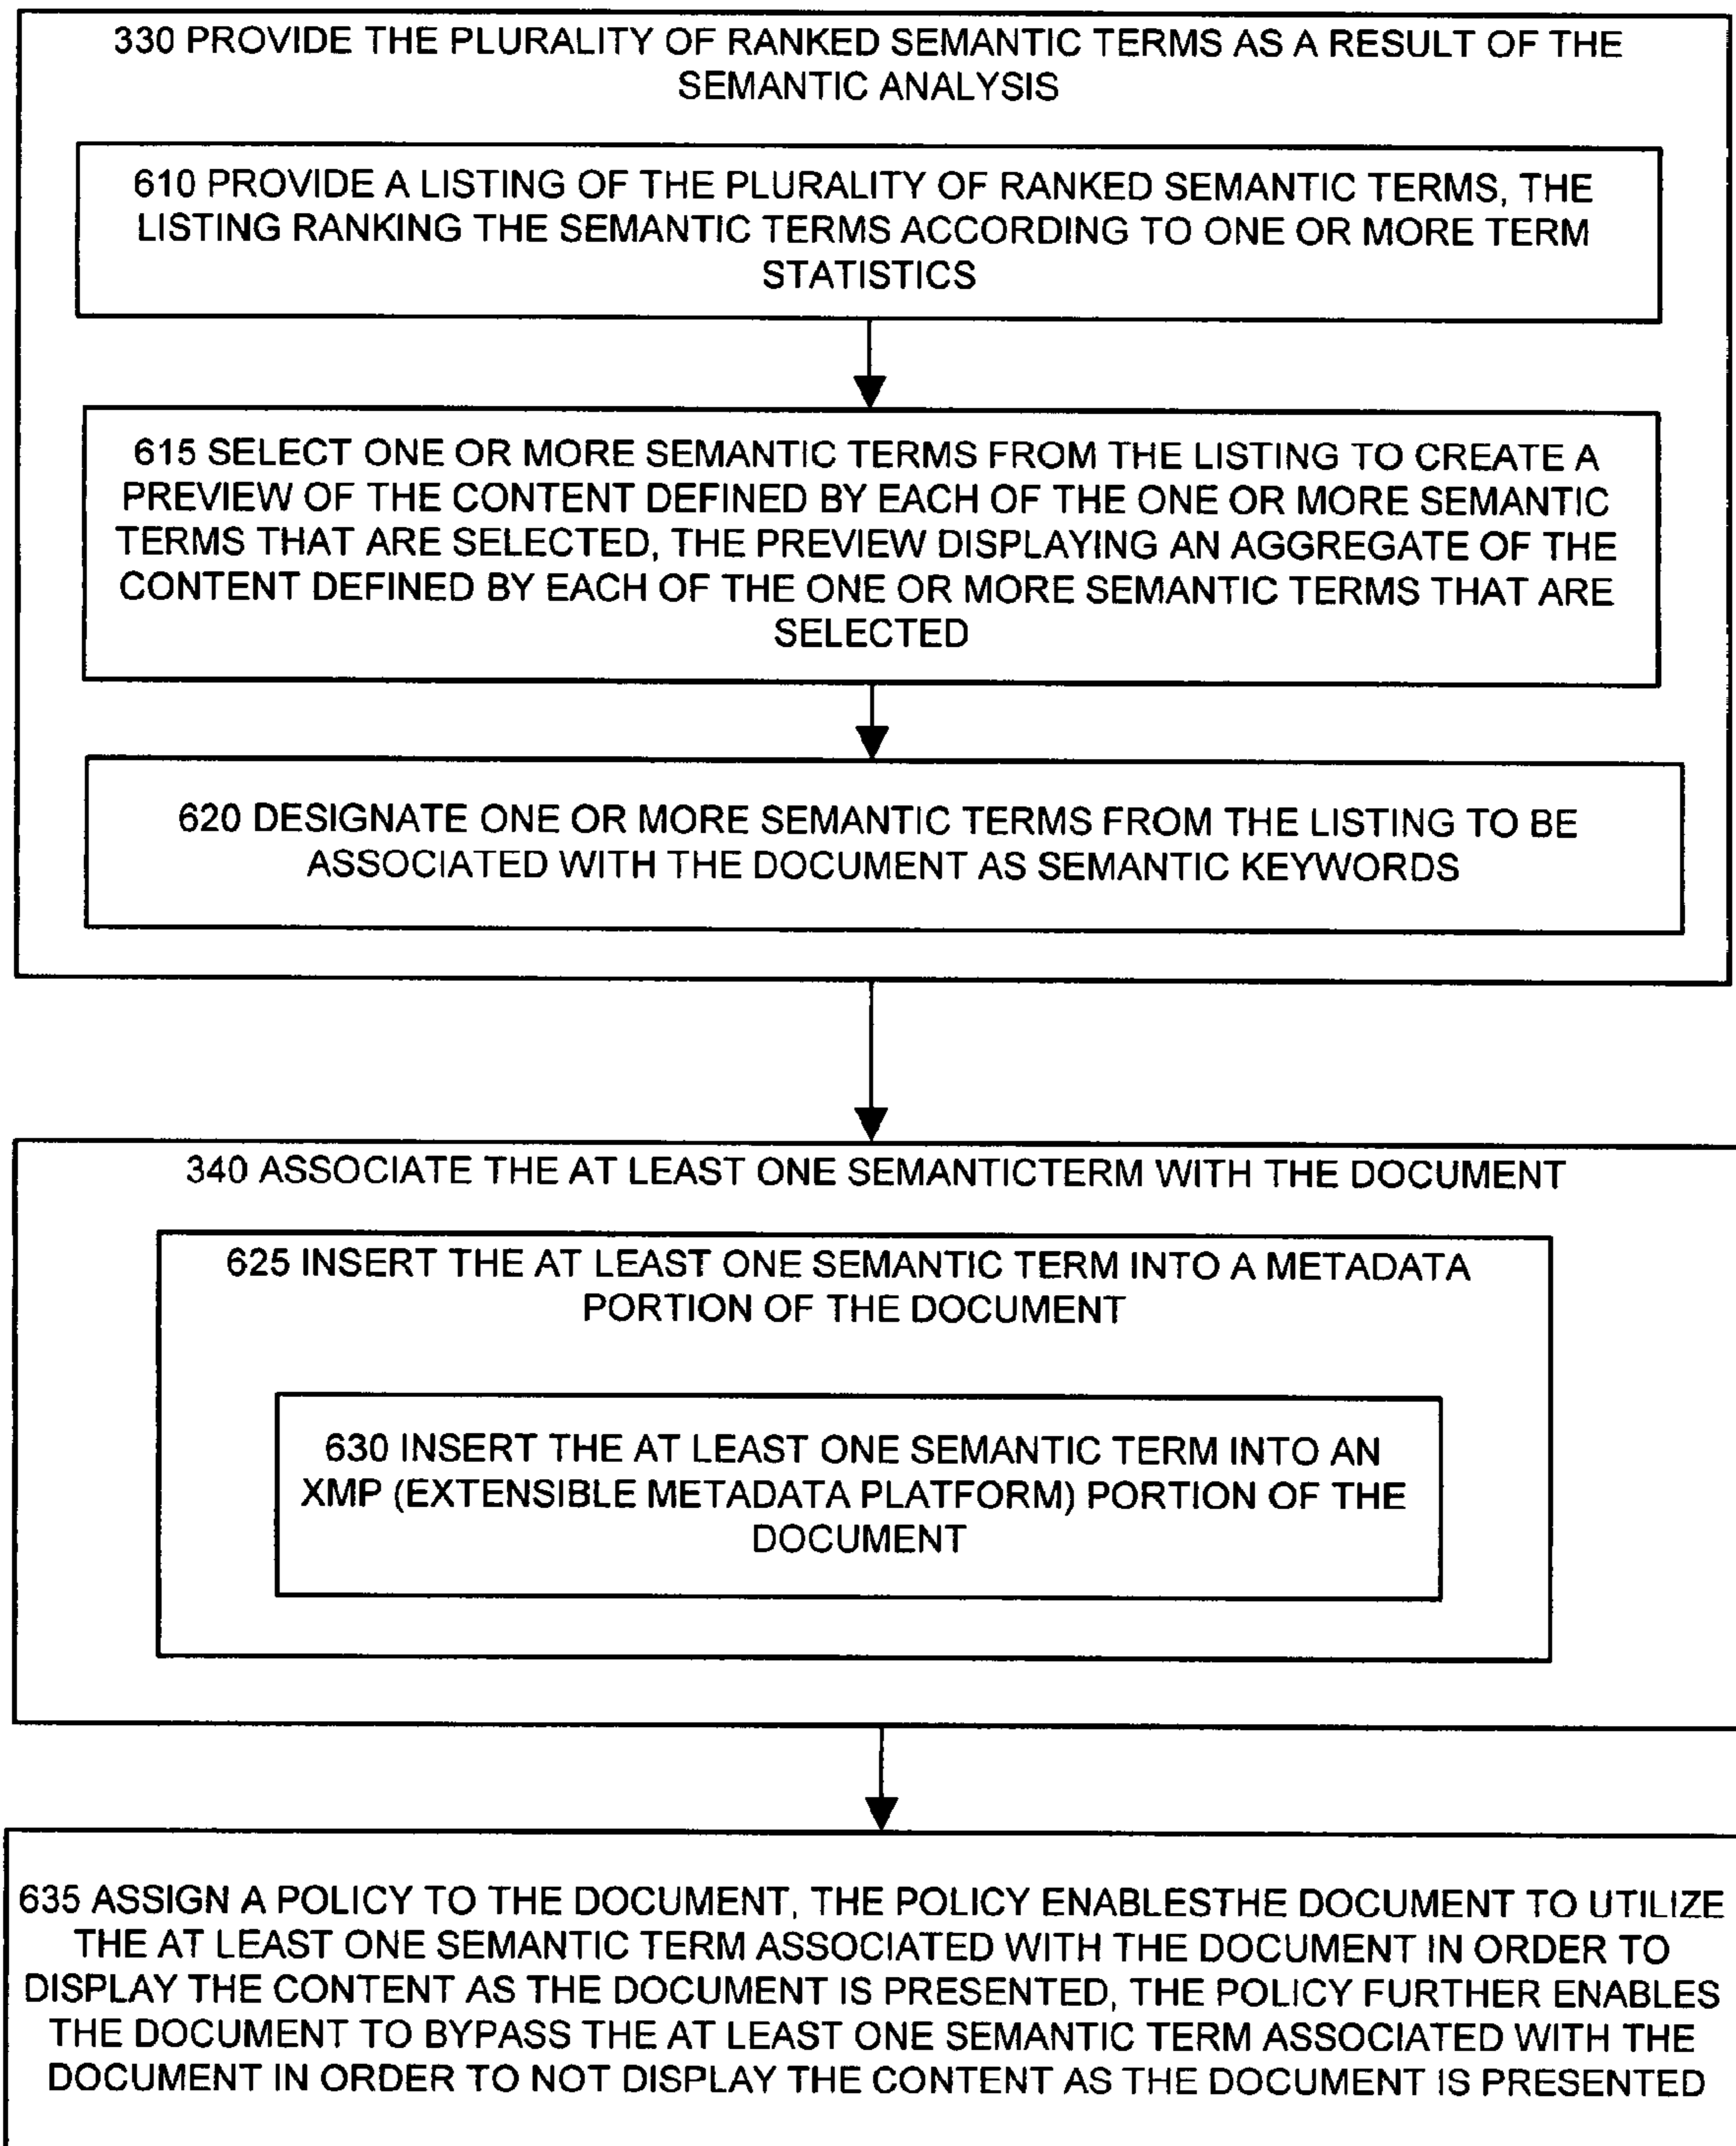 330 PROVIDE THE PLURALITY OF RANKED SEMANTIC TERMS AS A RESULT OF THE
SEMANTIC ANALYSIS
610 PROVIDE A LISTING OF THE PLURALITY OF RANKED SEMANTIC TERMS, THE
LISTING RANKING THE SEMANTIC TERMS ACCORDING TO ONE OR MORE TERM
STATISTICS
615 SELECT ONE OR MORE SEMANTIC TERMS FROM THE LISTING TO CREATE A
PREVIEW OF THE CONTENT DEFINED BY EACH OF THE ONE OR MORE SEMANTIC
TERMS THAT ARE SELECTED, THE PREVIEW DISPLAYING AN AGGREGATE OF THE
CONTENT DEFINED BY EACH OF THE ONE OR MORE SEMANTIC TERMS THAT ARE
SELECTED
620 DESIGNATE ONE OR MORE SEMANTIC TERMS FROM THE LISTING TO BE
ASSOCIATED WITH THE DOCUMENT AS SEMANTIC KEYWORDS
340 ASSOCIATE THE AT LEAST ONE SEMANTICTERM WITH THE DOCUMENT
625 INSERT THE AT LEAST ONE SEMANTIC TERM INTO A METADATA
PORTION OF THE DOCUMENT
630 INSERT THE AT LEAST ONE SEMANTIC TERM INTO AN
XMP (EXTENSIBLE METADATA PLATFORM) PORTION OF THE
DOCUMENT
635 ASSIGN A POLICY TO THE DOCUMENT, THE POLICY ENABLESTHE DOCUMENT TO UTILIZE
THE AT LEAST ONE SEMANTIC TERM ASSOCIATED WITH THE DOCUMENT IN ORDER TO
DISPLAY THE CONTENT AS THE DOCUMENT IS PRESENTED, THE POLICY FURTHER ENABLES
THE DOCUMENT TO BYPASS THE AT LEAST ONE SEMANTIC TERM ASSOCIATED WITH THE
DOCUMENT IN ORDER TO NOT DISPLAY THE CONTENT AS THE DOCUMENT IS PRESENTED